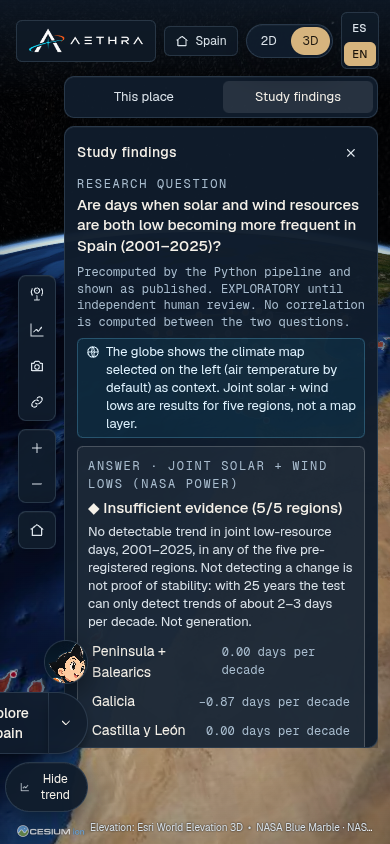 AETHRA
Spain
2D
3D
ES
EN
This place
Study findings
Study findings
RESEARCH QUESTION
Are days when solar and wind resources
are both low becoming more frequent in
Spain (2001–2025)?
Precomputed by the Python pipeline and
shown as published. EXPLORATORY until
independent human review. No correlation
is computed between the two questions.
The globe shows the climate map
selected on the left (air temperature by
default) as context. Joint solar + wind
lows are results for five regions, not a map
layer.
ANSWER · JOINT SOLAR + WIND
LOWS (NASA POWER)
◆ Insufficient evidence (5/5 regions)
No detectable trend in joint low-resource
days, 2001–2025, in any of the five pre-
registered regions. Not detecting a change is
not proof of stability: with 25 years the test
can only detect trends of about 2–3 days
per decade. Not generation.
Peninsula +
Balearics
0.00 days per
decade
Galicia
−0.87 days per decade
Castilla y León
0.00 days per decade
plore
pain
Hide
trend
CESIUM
Elevation: Esri World Elevation 3D • NASA Blue Marble · NAS…